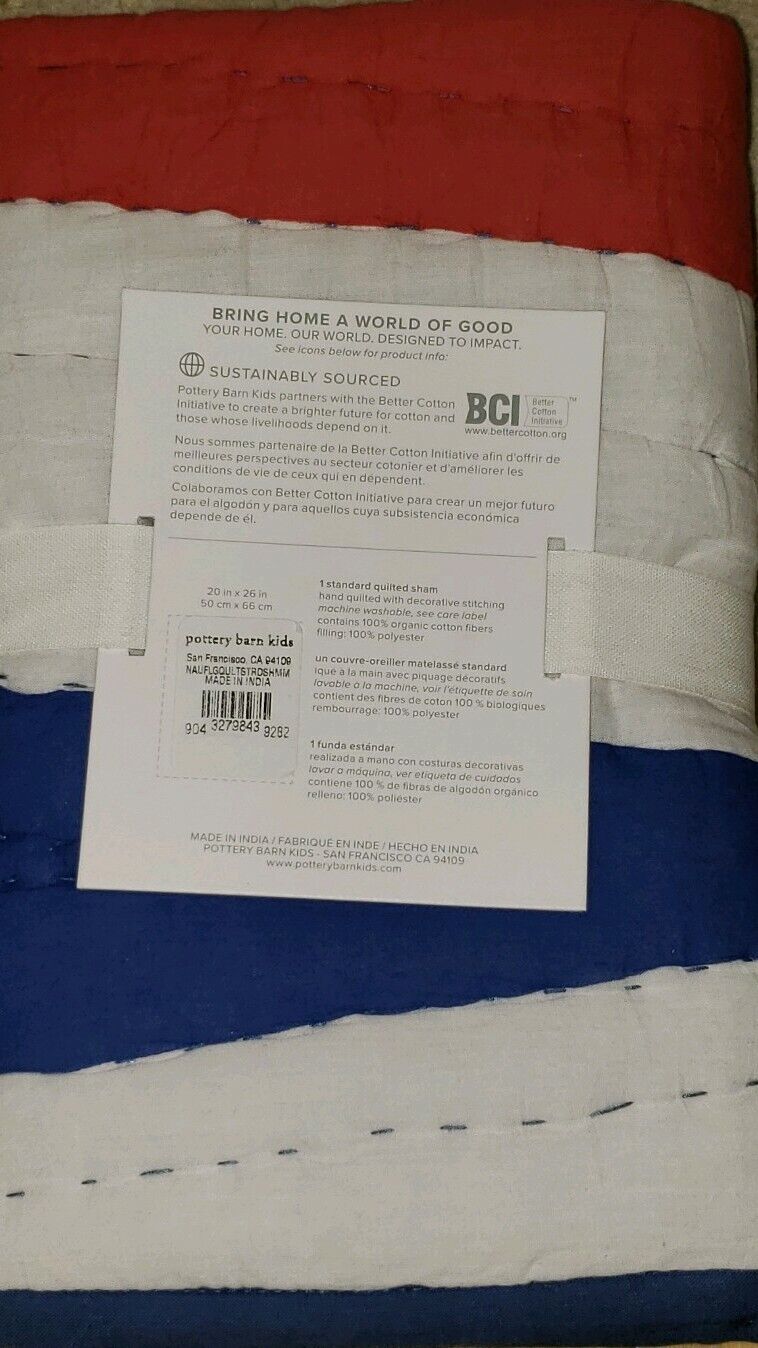 BRING HOME A WORLD OF GOOD
YOUR HOME. OUR WORLD. DESIGNED TO IMPACT.
See icons below for product info:
SUSTAINABLY SOURCED
Pottery Barn Kids partners with the Better Cotton
Initiative to create a brighter future for cotton and
those whose livelihoods depend on it.
BCI
Better
Cotton
Initiative
TM
www.bettercotton.org
Nous sommes partenaire de la Better Cotton Initiative afin d'offrir de
meilleures perspectives au secteur cotonier et d'améliorer les
conditions de vie de ceux qui en dépendent.
Colaboramos con Better Cotton Initiative para crear un mejor futuro
para el algodón y para aquellos cuya subsistencia económica
depende de él.
20 in x 26 in
50 cm x 66 cm
pottery barn kids
San Francisco, CA 94109
NAUFLGQULTSTRDSHMM
MADE IN INDIA
904 3279843 9282
1 standard quilted sham
hand quilted with decorative stitching
machine washable, see care label
contains 100% organic cotton fibers
filling: 100% polyester
un couvre-oreiller matelassé standard
iqué à la main avec piquage décoratifs
lavable à la machine, voir l'étiquette de soin
contient des fibres de coton 100 % biologiques
rembourrage: 100% polyester
1 funda estándar
realizada a mano con costuras decorativas
lavar a máquina, ver etiqueta de cuidados
contiene 100 % de fibras de algodón orgánico
relleno: 100% poliéster
MADE IN INDIA / FABRIQUÉ EN INDE / HECHO EN INDIA
POTTERY BARN KIDS - SAN FRANCISCO CA 94109
www.potterybarnkids.com